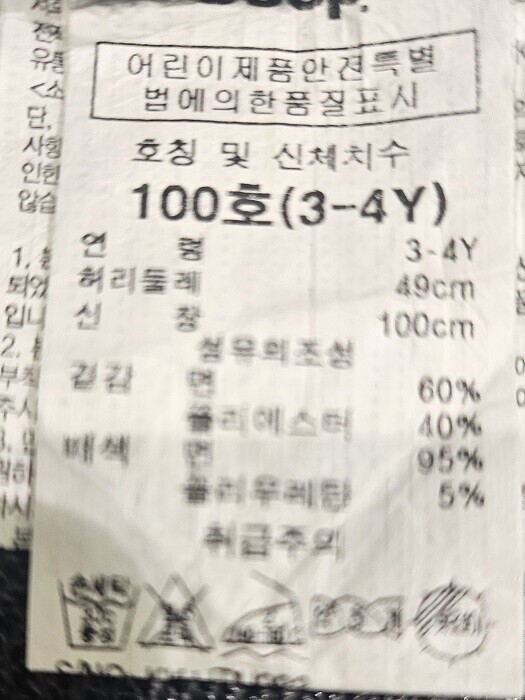 어린이제품안전특별
법에의한품질표시
호칭 및 신체치수
100호(3-4Y)
연 령 3-4Y
허리둘레 49cm
신 장 100cm
섬유의조성
겉감 면 60%
폴리에스터 40%
배색 면 95%
폴리우레탄 5%
취급주의